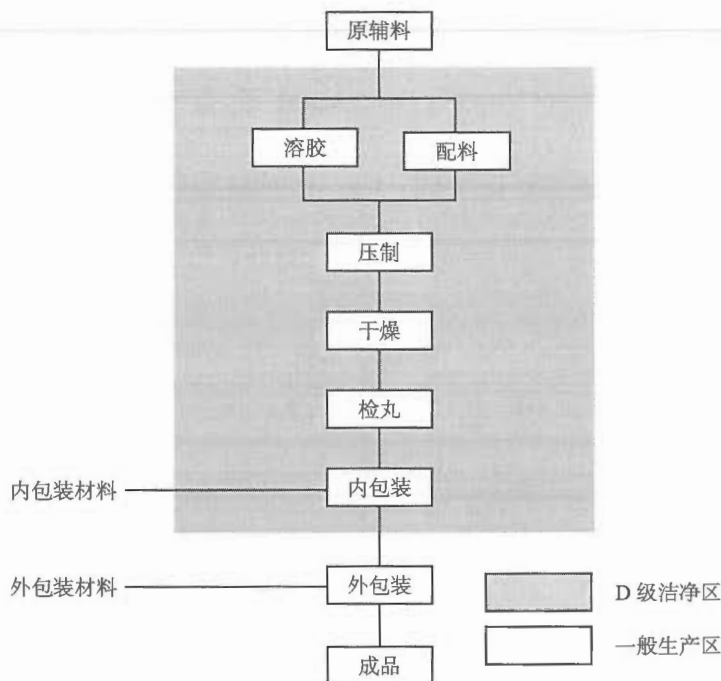 原辅料
溶胶
配料
压制
干燥
检丸
内包装材料
内包装
外包装材料
外包装
D 级洁净区
一般生产区
成品